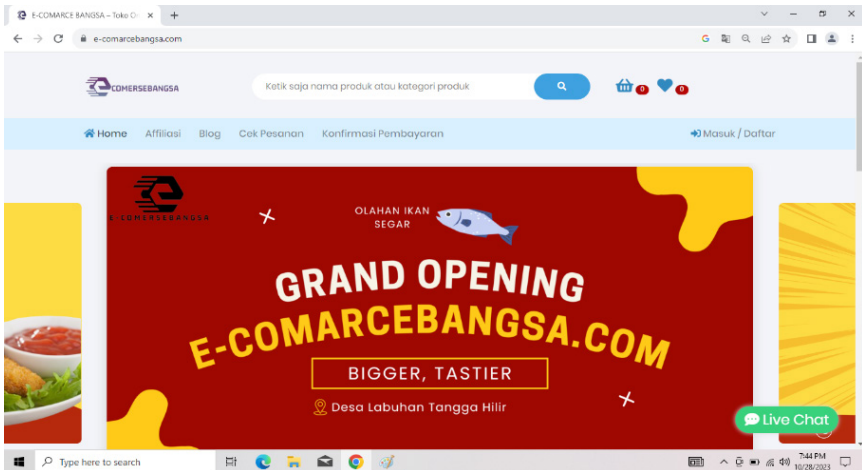 E-COMARCE BANGSA – Toko O
e-comarcebangsa.com
COMERSEBANGSA
Ketik saja nama produk atau kategori produk
0
0
Home Affiliasi Blog Cek Pesanan Konfirmasi Pembayaran
Masuk / Daftar
E-COMERSEBANGSA
OLAHAN IKAN
SEGAR
GRAND OPENING
E-COMARCEBANGSA.COM
BIGGER, TASTIER
Desa Labuhan Tangga Hilir
Live Chat
Type here to search
7:44 PM
10/28/2023